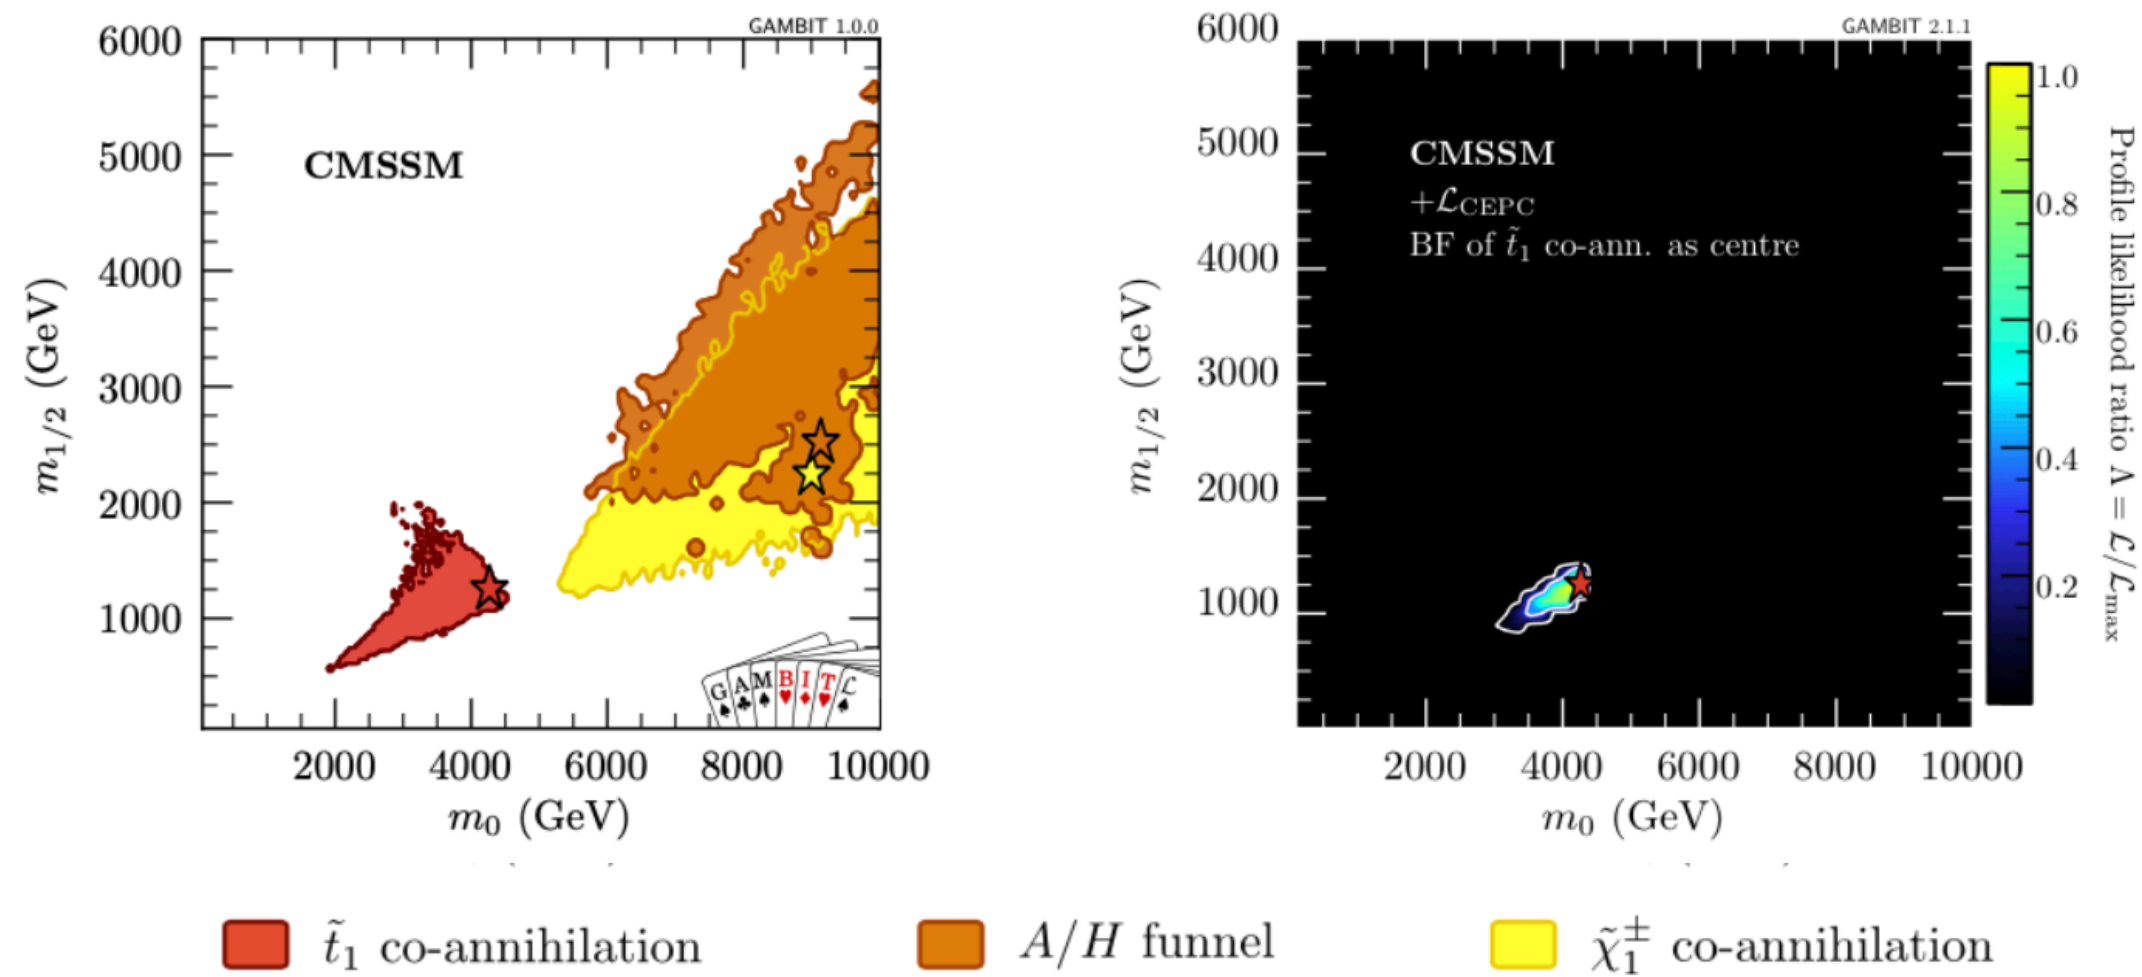 GAMBIT 1.0.0
6000
5000
4000
3000
2000
1000
m1/2 (GeV)
CMSSM
G A M B I T L
2000 4000 6000 8000 10000
m0 (GeV)
GAMBIT 2.1.1
6000
5000
4000
3000
2000
1000
m1/2 (GeV)
CMSSM
+ℒCEPC
BF of t̃1 co-ann. as centre
2000 4000 6000 8000 10000
m0 (GeV)
1.0
0.8
0.6
0.4
0.2
Profile likelihood ratio Λ = ℒ/ℒmax
t̃1 co-annihilation
A/H funnel
χ̃1± co-annihilation